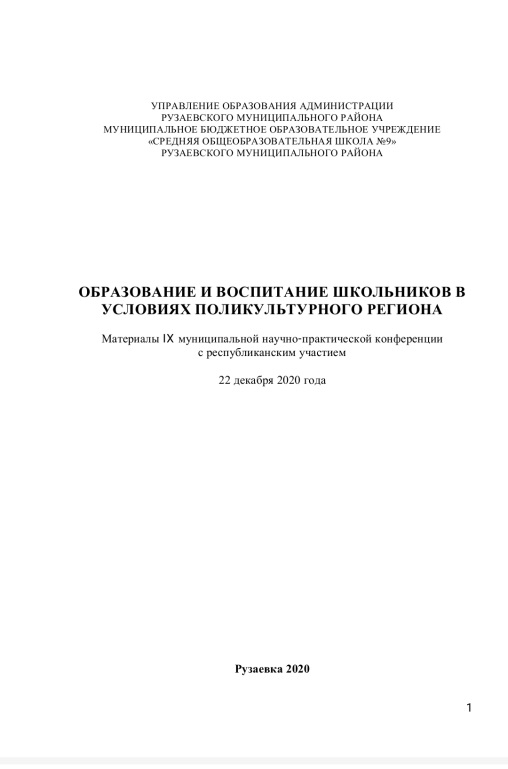 УПРАВЛЕНИЕ ОБРАЗОВАНИЯ АДМИНИСТРАЦИИ
РУЗАЕВСКОГО МУНИЦИПАЛЬНОГО РАЙОНА
МУНИЦИПАЛЬНОЕ БЮДЖЕТНОЕ ОБРАЗОВАТЕЛЬНОЕ УЧРЕЖДЕНИЕ
«СРЕДНЯЯ ОБЩЕОБРАЗОВАТЕЛЬНАЯ ШКОЛА №9»
РУЗАЕВСКОГО МУНИЦИПАЛЬНОГО РАЙОНА
ОБРАЗОВАНИЕ И ВОСПИТАНИЕ ШКОЛЬНИКОВ В
УСЛОВИЯХ ПОЛИКУЛЬТУРНОГО РЕГИОНА
Материалы IX муниципальной научно-практической конференции
с республиканским участием
22 декабря 2020 года
Рузаевка 2020
1